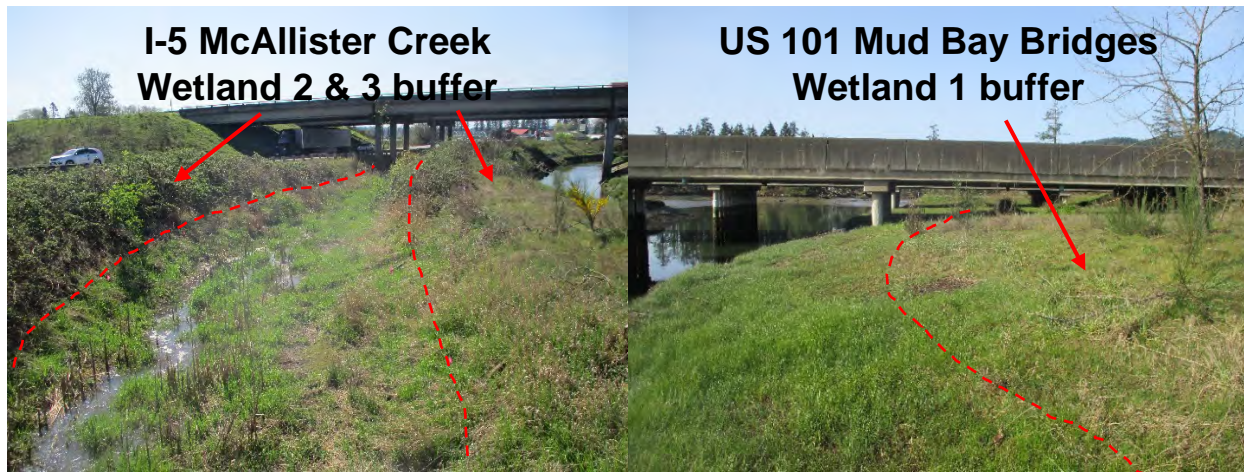 I-5 McAllister Creek
Wetland 2 & 3 buffer
US 101 Mud Bay Bridges
Wetland 1 buffer